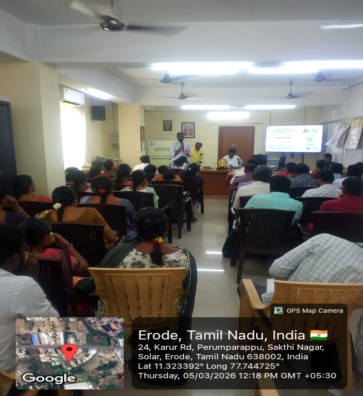 GPS Map Camera
Erode, Tamil Nadu, India 🇮🇳
24, Karur Rd, Perumparappu, Sakthi Nagar,
Solar, Erode, Tamil Nadu 638002, India
Lat 11.323392° Long 77.744725°
Thursday, 05/03/2026 12:18 PM GMT +05:30
Google